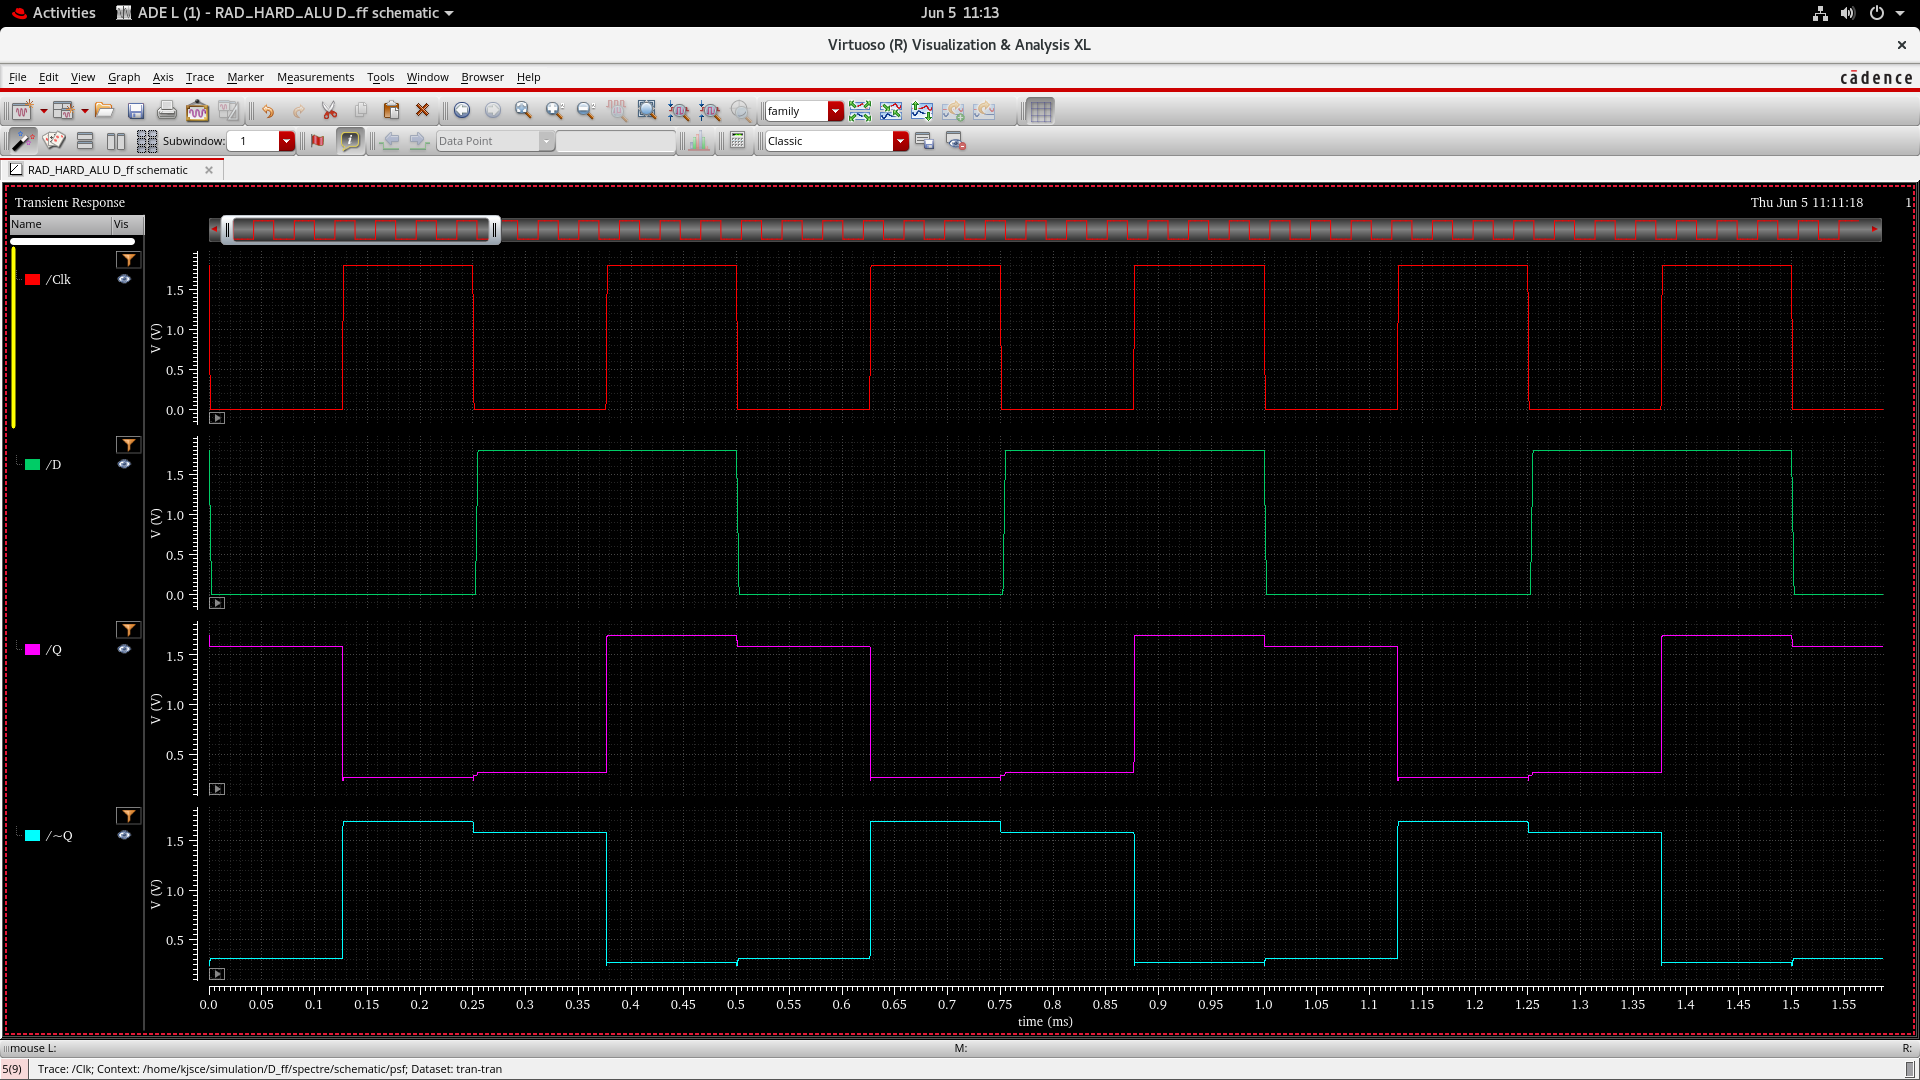 Activities ADE L (1) - RAD_HARD_ALU D_ff schematic Jun 5 11:13
Virtuoso (R) Visualization & Analysis XL
File Edit View Graph Axis Trace Marker Measurements Tools Window Browser Help cādence
family
Subwindow: 1 Data Point Classic
RAD_HARD_ALU D_ff schematic
Transient Response Thu Jun 5 11:11:18 1
Name Vis
/Clk
1.5
V (V) 1.0
0.5
0.0
/D
1.5
V (V) 1.0
0.5
0.0
/Q
1.5
V (V) 1.0
0.5
/~Q
1.5
V (V) 1.0
0.5
0.0 0.05 0.1 0.15 0.2 0.25 0.3 0.35 0.4 0.45 0.5 0.55 0.6 0.65 0.7 0.75 0.8 0.85 0.9 0.95 1.0 1.05 1.1 1.15 1.2 1.25 1.3 1.35 1.4 1.45 1.5 1.55
time (ms)
mouse L: M: R:
5(9) Trace: /Clk; Context: /home/kjsce/simulation/D_ff/spectre/schematic/psf; Dataset: tran-tran